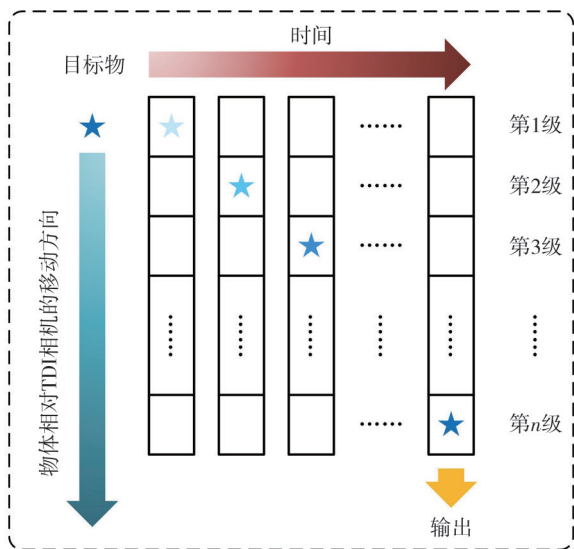 时间
目标物
…… 第1级
…… 第2级
…… 第3级
…… …… …… …… …… ……
…… 第n级
物体相对TDI相机的移动方向
输出